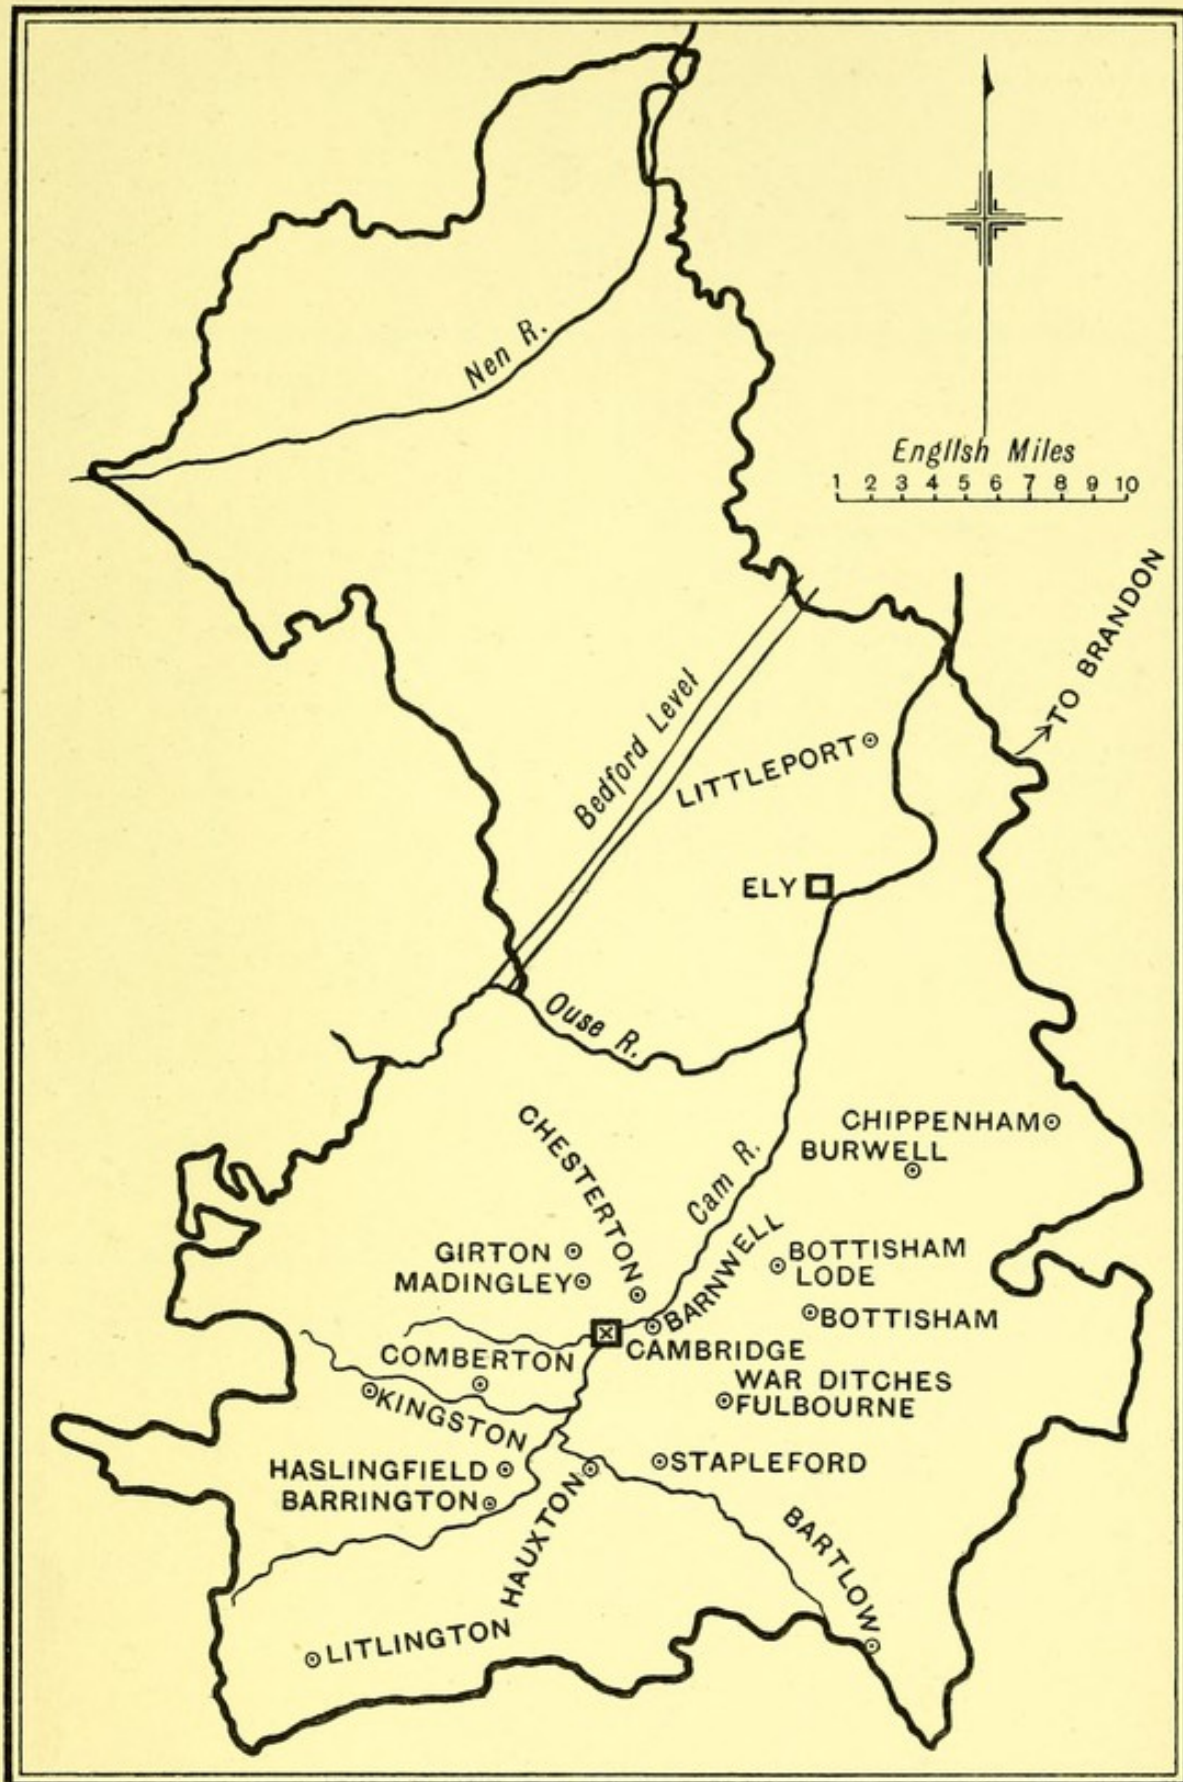 Nen R.
English Miles
1 2 3 4 5 6 7 8 9 10
TO BRANDON
Bedford Level
LITTLEPORT
ELY
Ouse R.
CHIPPENHAM
BURWELL
CHESTERTON
Cam R.
GIRTON
MADINGLEY
BARNWELL
BOTTISHAM
LODE
BOTTISHAM
CAMBRIDGE
COMBERTON
WAR DITCHES
FULBOURNE
KINGSTON
HASLINGFIELD
BARRINGTON
STAPLEFORD
HAUXTON
BARTLOW
LITLINGTON